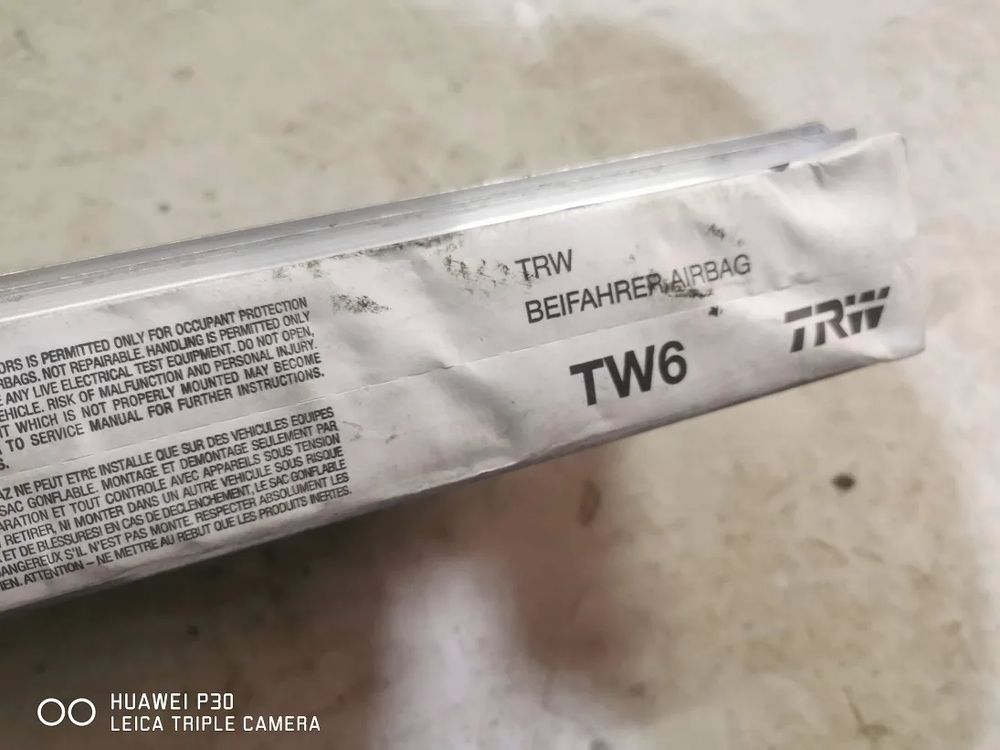 ORS IS PERMITTED ONLY FOR OCCUPANT PROTECTION
RBAGS. NOT REPAIRABLE. HANDLING IS PERMITTED ONLY
ANY LIVE ELECTRICAL TEST EQUIPMENT. DO NOT OPEN,
EHICLE. RISK OF MALFUNCTION AND PERSONAL INJURY.
T WHICH IS NOT PROPERLY MOUNTED MAY BECOME
TO SERVICE MANUAL FOR FURTHER INSTRUCTIONS.
S.
AZ NE PEUT ETRE INSTALLE QUE SUR DES VEHICULES EQUIPES
SAC GONFLABLE. MONTAGE ET DEMONTAGE SEULEMENT PAR
ARATION ET TOUT CONTROLE AVEC APPAREILS SOUS TENSION
RETIRER, NI MONTER DANS UN AUTRE VEHICULE SOUS RISQUE
ET DE BLESSURES! EN CAS DE DECLENCHEMENT, LE SAC GONFLABLE
ANGEREUX S'IL N'EST PAS MONTE. RESPECTER ABSOLUMENT LES
IEN. ATTENTION – NE METTRE AU REBUT QUE LES PRODUITS INERTES.
TRW
BEIFAHRER AIRBAG
TW6
TRW
HUAWEI P30
LEICA TRIPLE CAMERA